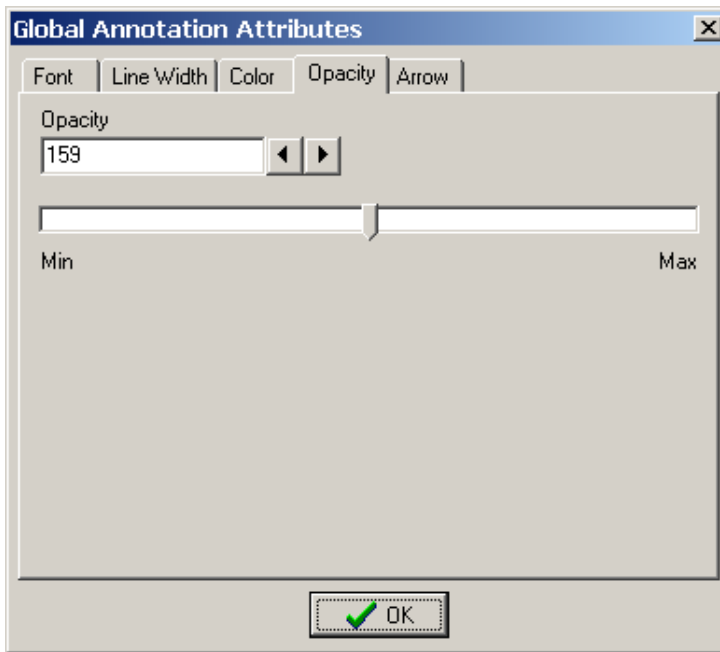 Global Annotation Attributes
Font Line Width Color Opacity Arrow
Opacity
159
Min Max
OK